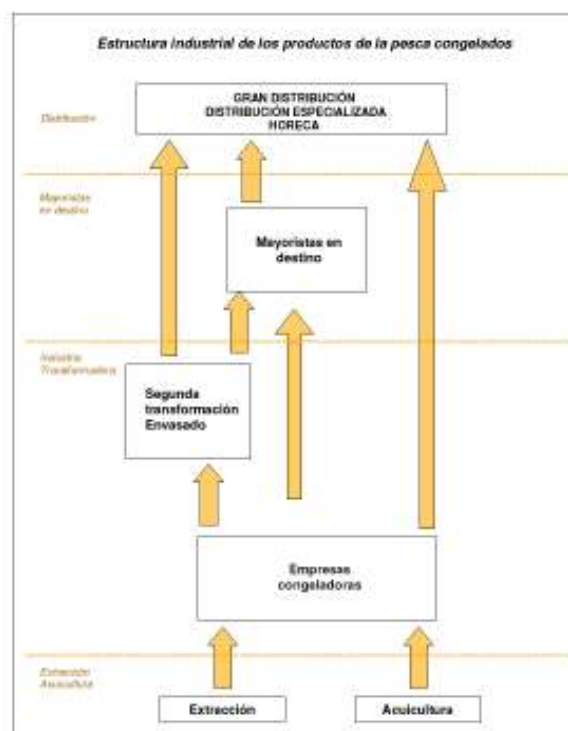 Estructura industrial de los productos de la pesca congelados
GRAN DISTRIBUCIÓN
DISTRIBUCIÓN ESPECIALIZADA
HORECA
Distribución
Mayoristas
en destino
Mayoristas en
destino
Industria
Transformadora
Segunda
transformación
Envasado
Empresas
congeladoras
Extracción
Acuicultura
Extracción
Acuicultura